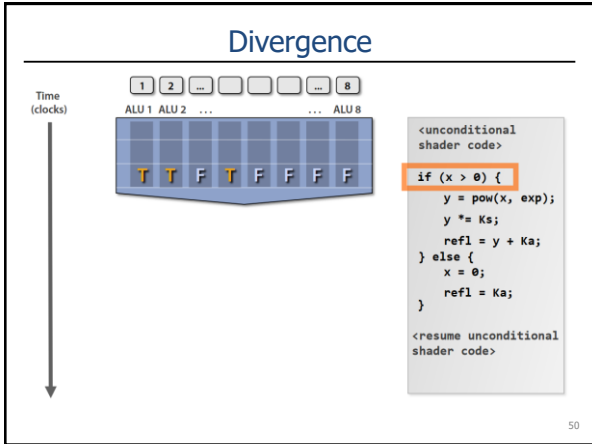 Divergence
1 2 ... ... 8
Time
(clocks)
ALU 1 ALU 2 ... ... ALU 8
T T F T F F F F
<unconditional
shader code>
if (x > 0) {
y = pow(x, exp);
y *= Ks;
refl = y + Ka;
} else {
x = 0;
refl = Ka;
}
<resume unconditional
shader code>
50